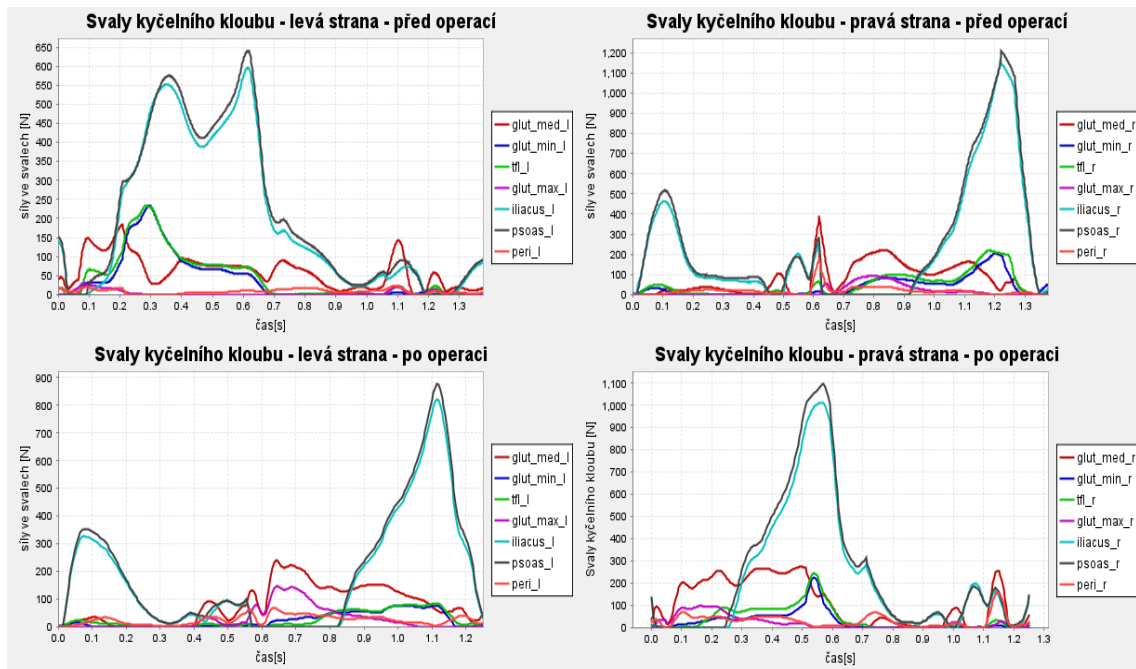 Svaly kyčelního kloubu - levá strana - před operací
síly ve svalech [N]
650
600
550
500
450
400
350
300
250
200
150
100
50
0
0.0 0.1 0.2 0.3 0.4 0.5 0.6 0.7 0.8 0.9 1.0 1.1 1.2 1.3
čas[s]
glut_med_l
glut_min_l
tfl_l
glut_max_l
iliacus_l
psoas_l
peri_l
Svaly kyčelního kloubu - pravá strana - před operací
síly ve svalech [N]
1,200
1,100
1,000
900
800
700
600
500
400
300
200
100
0
0.0 0.1 0.2 0.3 0.4 0.5 0.6 0.7 0.8 0.9 1.0 1.1 1.2 1.3
čas[s]
glut_med_r
glut_min_r
tfl_r
glut_max_r
iliacus_r
psoas_r
peri_r
Svaly kyčelního kloubu - levá strana - po operaci
síly ve svalech [N]
900
800
700
600
500
400
300
200
100
0
0.0 0.1 0.2 0.3 0.4 0.5 0.6 0.7 0.8 0.9 1.0 1.1 1.2
čas[s]
glut_med_l
glut_min_l
tfl_l
glut_max_l
iliacus_l
psoas_l
peri_l
Svaly kyčelního kloubu - pravá strana - po operaci
Svaly kyčelního kloubu [N]
1,100
1,000
900
800
700
600
500
400
300
200
100
0
0.0 0.1 0.2 0.3 0.4 0.5 0.6 0.7 0.8 0.9 1.0 1.1 1.2 1.3
čas[s]
glut_med_r
glut_min_r
tfl_r
glut_max_r
iliacus_r
psoas_r
peri_r